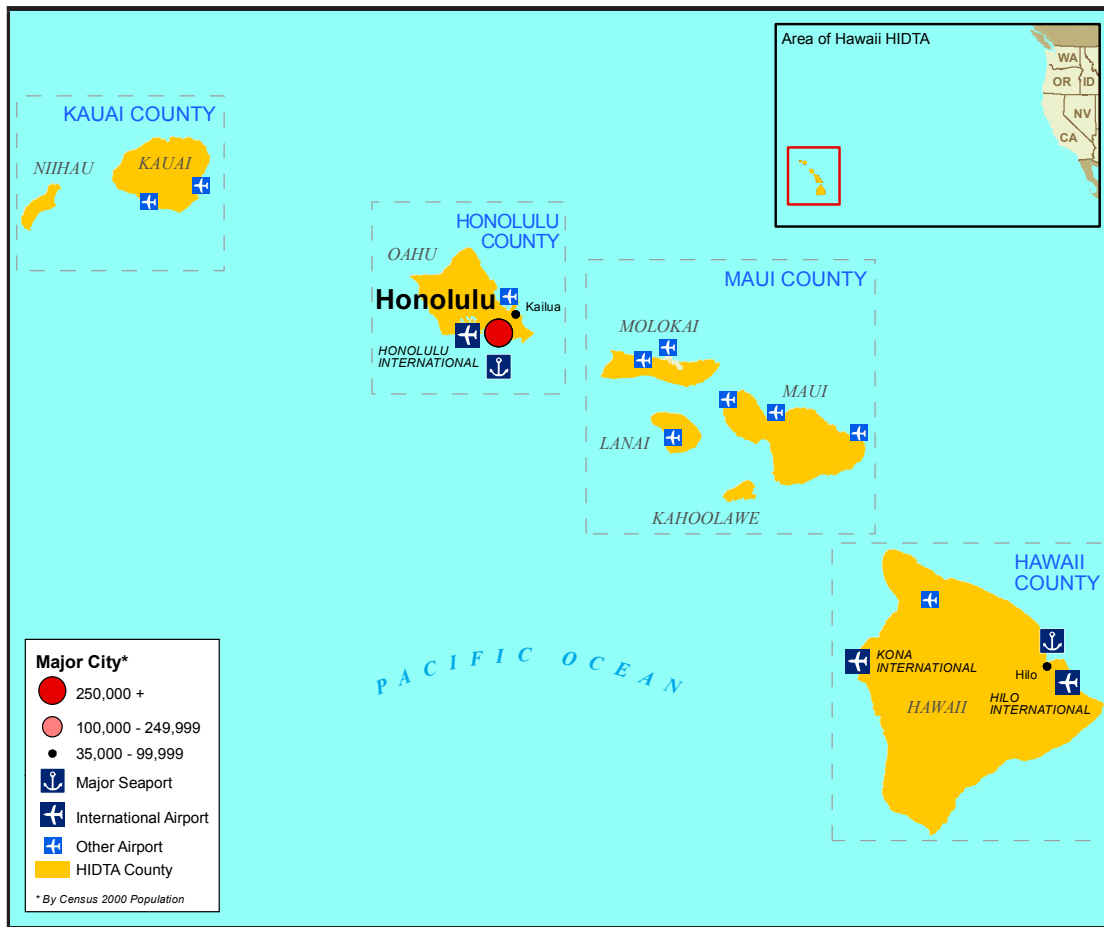 Area of Hawaii HIDTA
WA
OR
ID
NV
CA
KAUAI COUNTY
NIIHAU
KAUAI
HONOLULU
COUNTY
OAHU
Honolulu
Kailua
HONOLULU
INTERNATIONAL
MAUI COUNTY
MOLOKAI
MAUI
LANAI
KAHOOLAWE
HAWAII
COUNTY
KONA
INTERNATIONAL
Hilo
HILO
INTERNATIONAL
HAWAII
PACIFIC OCEAN
Major City*
250,000 +
100,000 - 249,999
35,000 - 99,999
Major Seaport
International Airport
Other Airport
HIDTA County
* By Census 2000 Population